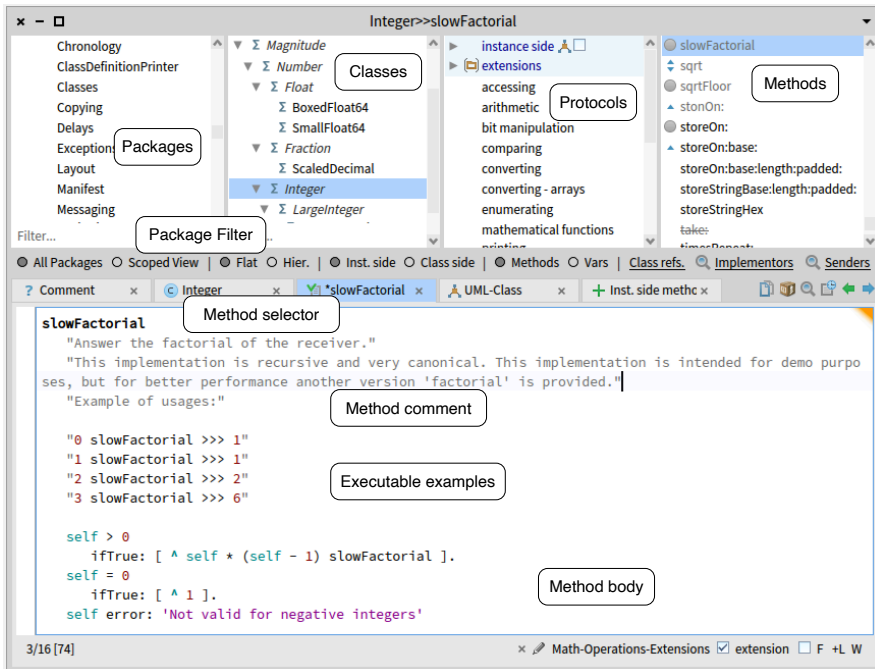 Integer>>slowFactorial
Chronology
ClassDefinitionPrinter
Classes
Copying
Delays
Exceptions
Layout
Manifest
Messaging
Filter...
Packages
Package Filter
Σ Magnitude
Σ Number
Σ Float
Σ BoxedFloat64
Σ SmallFloat64
Σ Fraction
Σ ScaledDecimal
Σ Integer
Σ LargeInteger
Classes
instance side
extensions
accessing
arithmetic
bit manipulation
comparing
converting
converting - arrays
enumerating
mathematical functions
printing
Protocols
slowFactorial
sqrt
sqrtFloor
stonOn:
storeOn:
storeOn:base:
storeOn:base:length:padded:
storeStringBase:length:padded:
storeStringHex
take:
timesRepeat:
Methods
All Packages Scoped View | Flat Hier. | Inst. side Class side | Methods Vars | Class refs. Implementors Senders
? Comment × C Integer × *slowFactorial × UML-Class × Inst. side methc ×
Method selector
slowFactorial
"Answer the factorial of the receiver."
"This implementation is recursive and very canonical. This implementation is intended for demo purpo
ses, but for better performance another version 'factorial' is provided."
"Example of usages:"
Method comment
"0 slowFactorial >>> 1"
"1 slowFactorial >>> 1"
"2 slowFactorial >>> 2"
"3 slowFactorial >>> 6"
Executable examples
self > 0
ifTrue: [ ^ self * (self - 1) slowFactorial ].
self = 0
ifTrue: [ ^ 1 ].
self error: 'Not valid for negative integers'
Method body
3/16 [74] × Math-Operations-Extensions extension F +L W